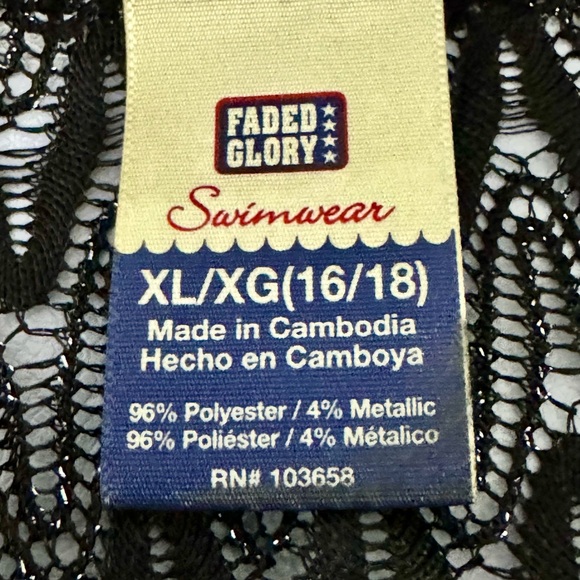 FADED
GLORY
Swimwear
XL/XG(16/18)
Made in Cambodia
Hecho en Camboya
96% Polyester / 4% Metallic
96% Poliéster / 4% Métalico
RN# 103658